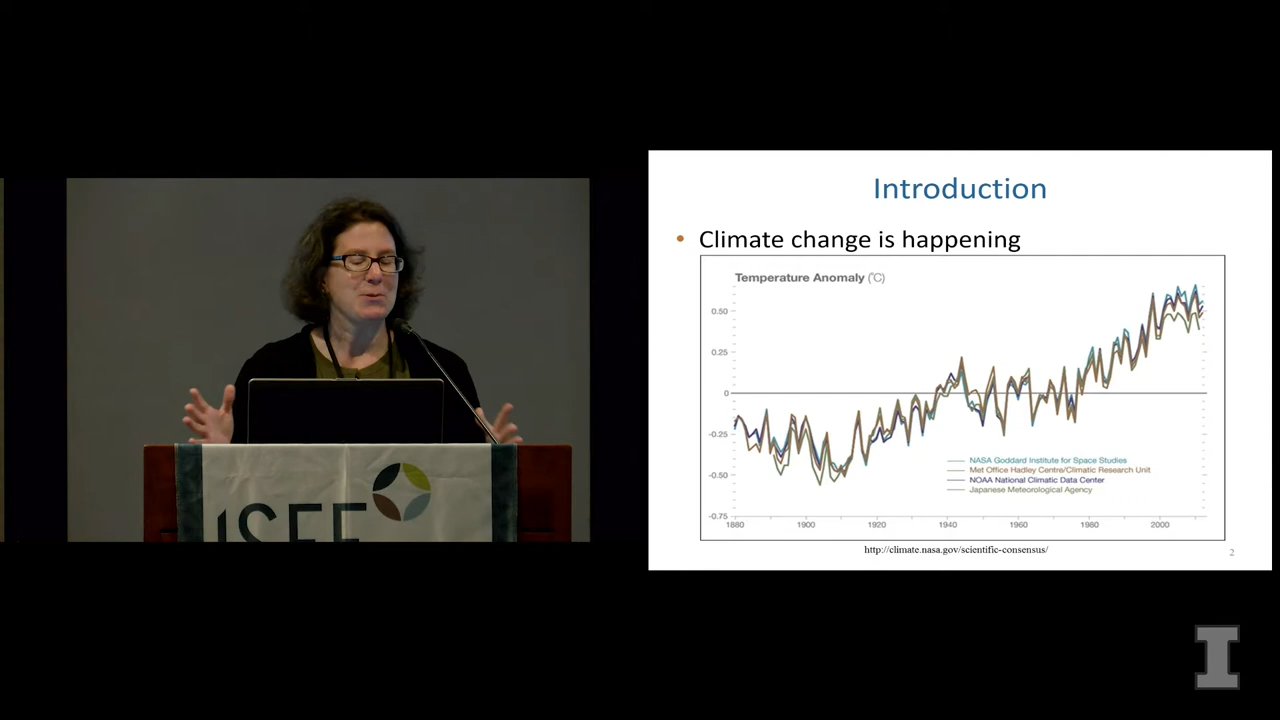 Introduction
• Climate change is happening
Temperature Anomaly (°C)
0.50
0.25
0
-0.25
-0.50
-0.75
1880 1900 1920 1940 1960 1980 2000
NASA Goddard Institute for Space Studies
Met Office Hadley Centre/Climatic Research Unit
NOAA National Climatic Data Center
Japanese Meteorological Agency
http://climate.nasa.gov/scientific-consensus/
2
I